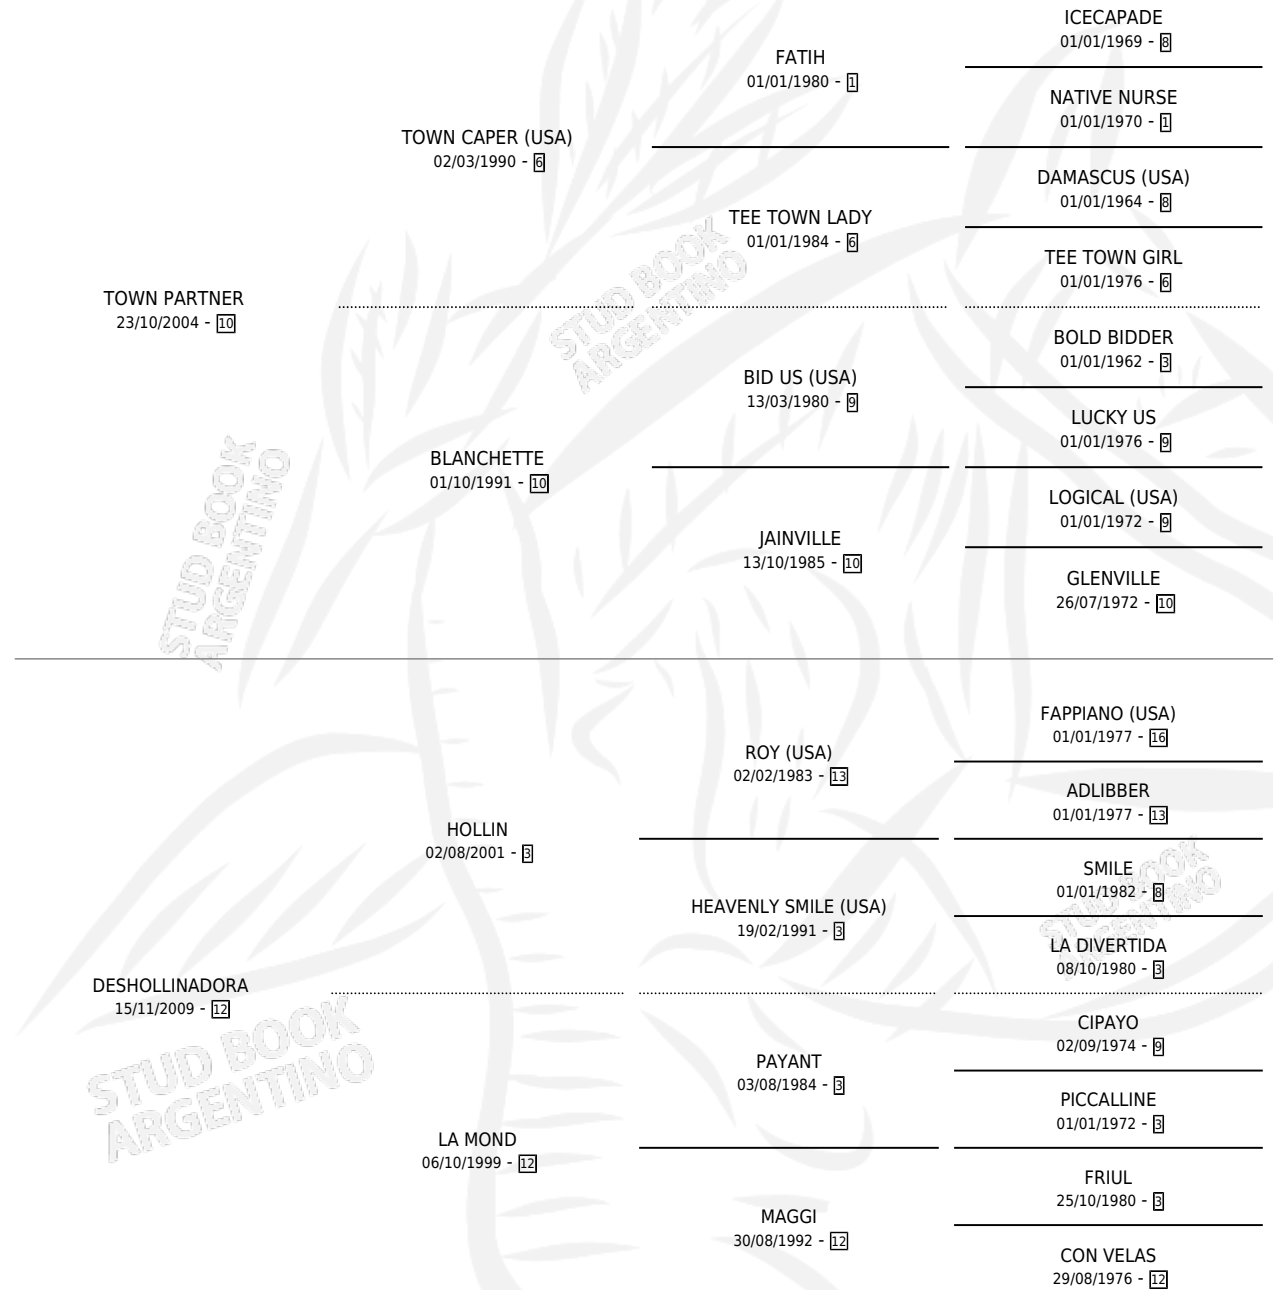 ICECAPADE
01/01/1969 - 8
FATIH
01/01/1980 - 1
NATIVE NURSE
01/01/1970 - 1
TOWN CAPER (USA)
02/03/1990 - 6
DAMASCUS (USA)
01/01/1964 - 8
TEE TOWN LADY
01/01/1984 - 6
TEE TOWN GIRL
01/01/1976 - 6
STUD BOOK
ARGENTINO
TOWN PARTNER
23/10/2004 - 10
BOLD BIDDER
01/01/1962 - 3
BID US (USA)
13/03/1980 - 9
LUCKY US
01/01/1976 - 9
BLANCHETTE
01/10/1991 - 10
LOGICAL (USA)
01/01/1972 - 9
JAINVILLE
13/10/1985 - 10
GLENVILLE
26/07/1972 - 10
STUD BOOK
ARGENTINO
FAPPIANO (USA)
01/01/1977 - 16
ROY (USA)
02/02/1983 - 13
ADLIBBER
01/01/1977 - 13
HOLLIN
02/08/2001 - 3
SMILE
01/01/1982 - 8
HEAVENLY SMILE (USA)
19/02/1991 - 3
LA DIVERTIDA
08/10/1980 - 3
STUD BOOK
ARGENTINO
DESHOLLINADORA
15/11/2009 - 12
CIPAYO
02/09/1974 - 9
PAYANT
03/08/1984 - 3
PICCALLINE
01/01/1972 - 3
STUD BOOK
ARGENTINO
LA MOND
06/10/1999 - 12
FRIUL
25/10/1980 - 3
MAGGI
30/08/1992 - 12
CON VELAS
29/08/1976 - 12